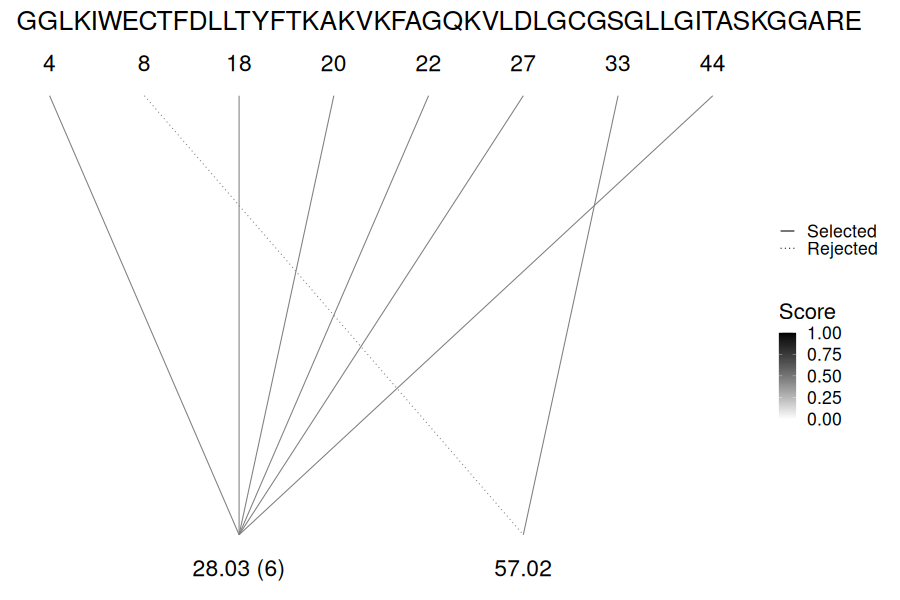 GGLKIWECTFDLLTYFTKAKVKFAGQKVLDLGCGSGLLGITASKGGARE
4 8 18 20 22 27 33 44
Selected
Rejected
Score
1.00
0.75
0.50
0.25
0.00
28.03 (6) 57.02